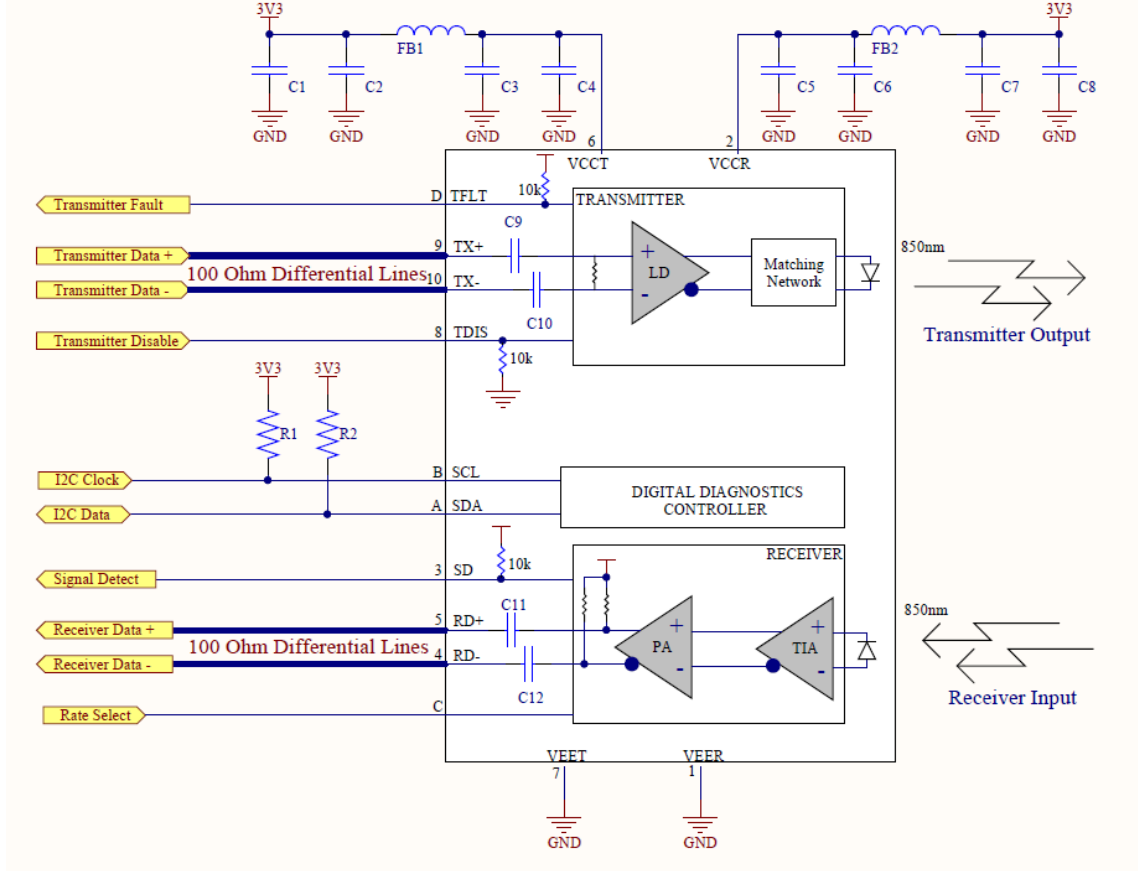 3V3
3V3
FB1
FB2
C1
C2
C3
C4
C5
C6
C7
C8
GND
GND
GND
GND
GND
GND
GND
GND
6
2
VCCT
VCCR
Transmitter Fault
D
TFLT
10k
TRANSMITTER
C9
Transmitter Data +
9
TX+
850nm
100 Ohm Differential Lines
LD
+
-
Matching
Network
Transmitter Data -
10
TX-
C10
Transmitter Output
Transmitter Disable
8
TDIS
10k
3V3
3V3
R1
R2
I2C Clock
B
SCL
DIGITAL DIAGNOSTICS
CONTROLLER
I2C Data
A
SDA
RECEIVER
Signal Detect
3
SD
10k
C11
850nm
Receiver Data +
5
RD+
+
+
100 Ohm Differential Lines
PA
TIA
Receiver Data -
4
RD-
-
-
C12
Receiver Input
Rate Select
C
VEET
VEER
7
1
GND
GND